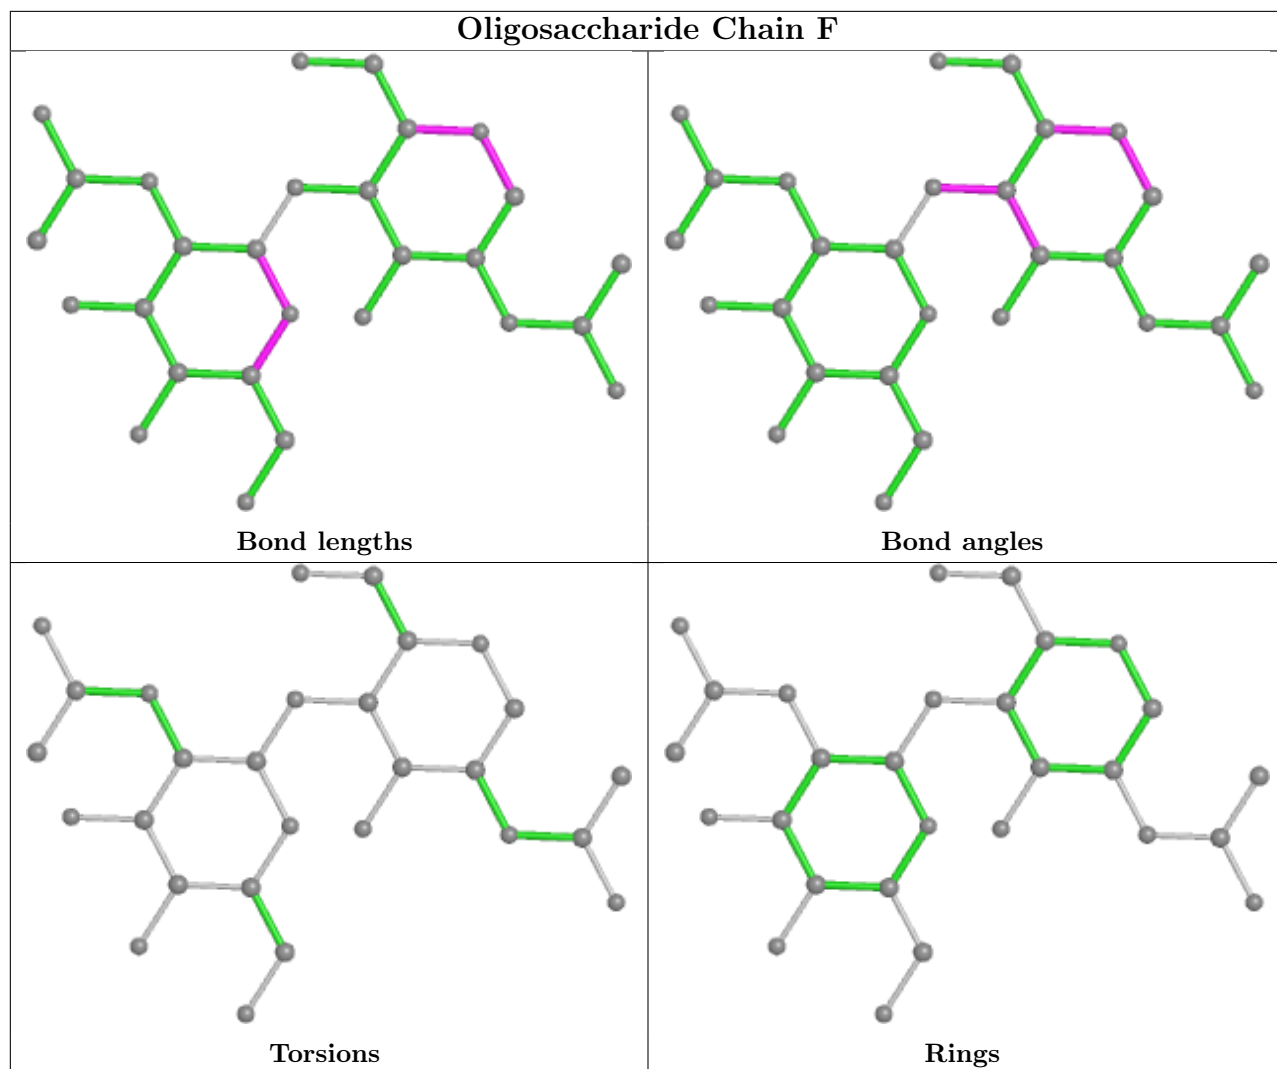 Oligosaccharide Chain F
Bond lengths
Bond angles
Torsions
Rings